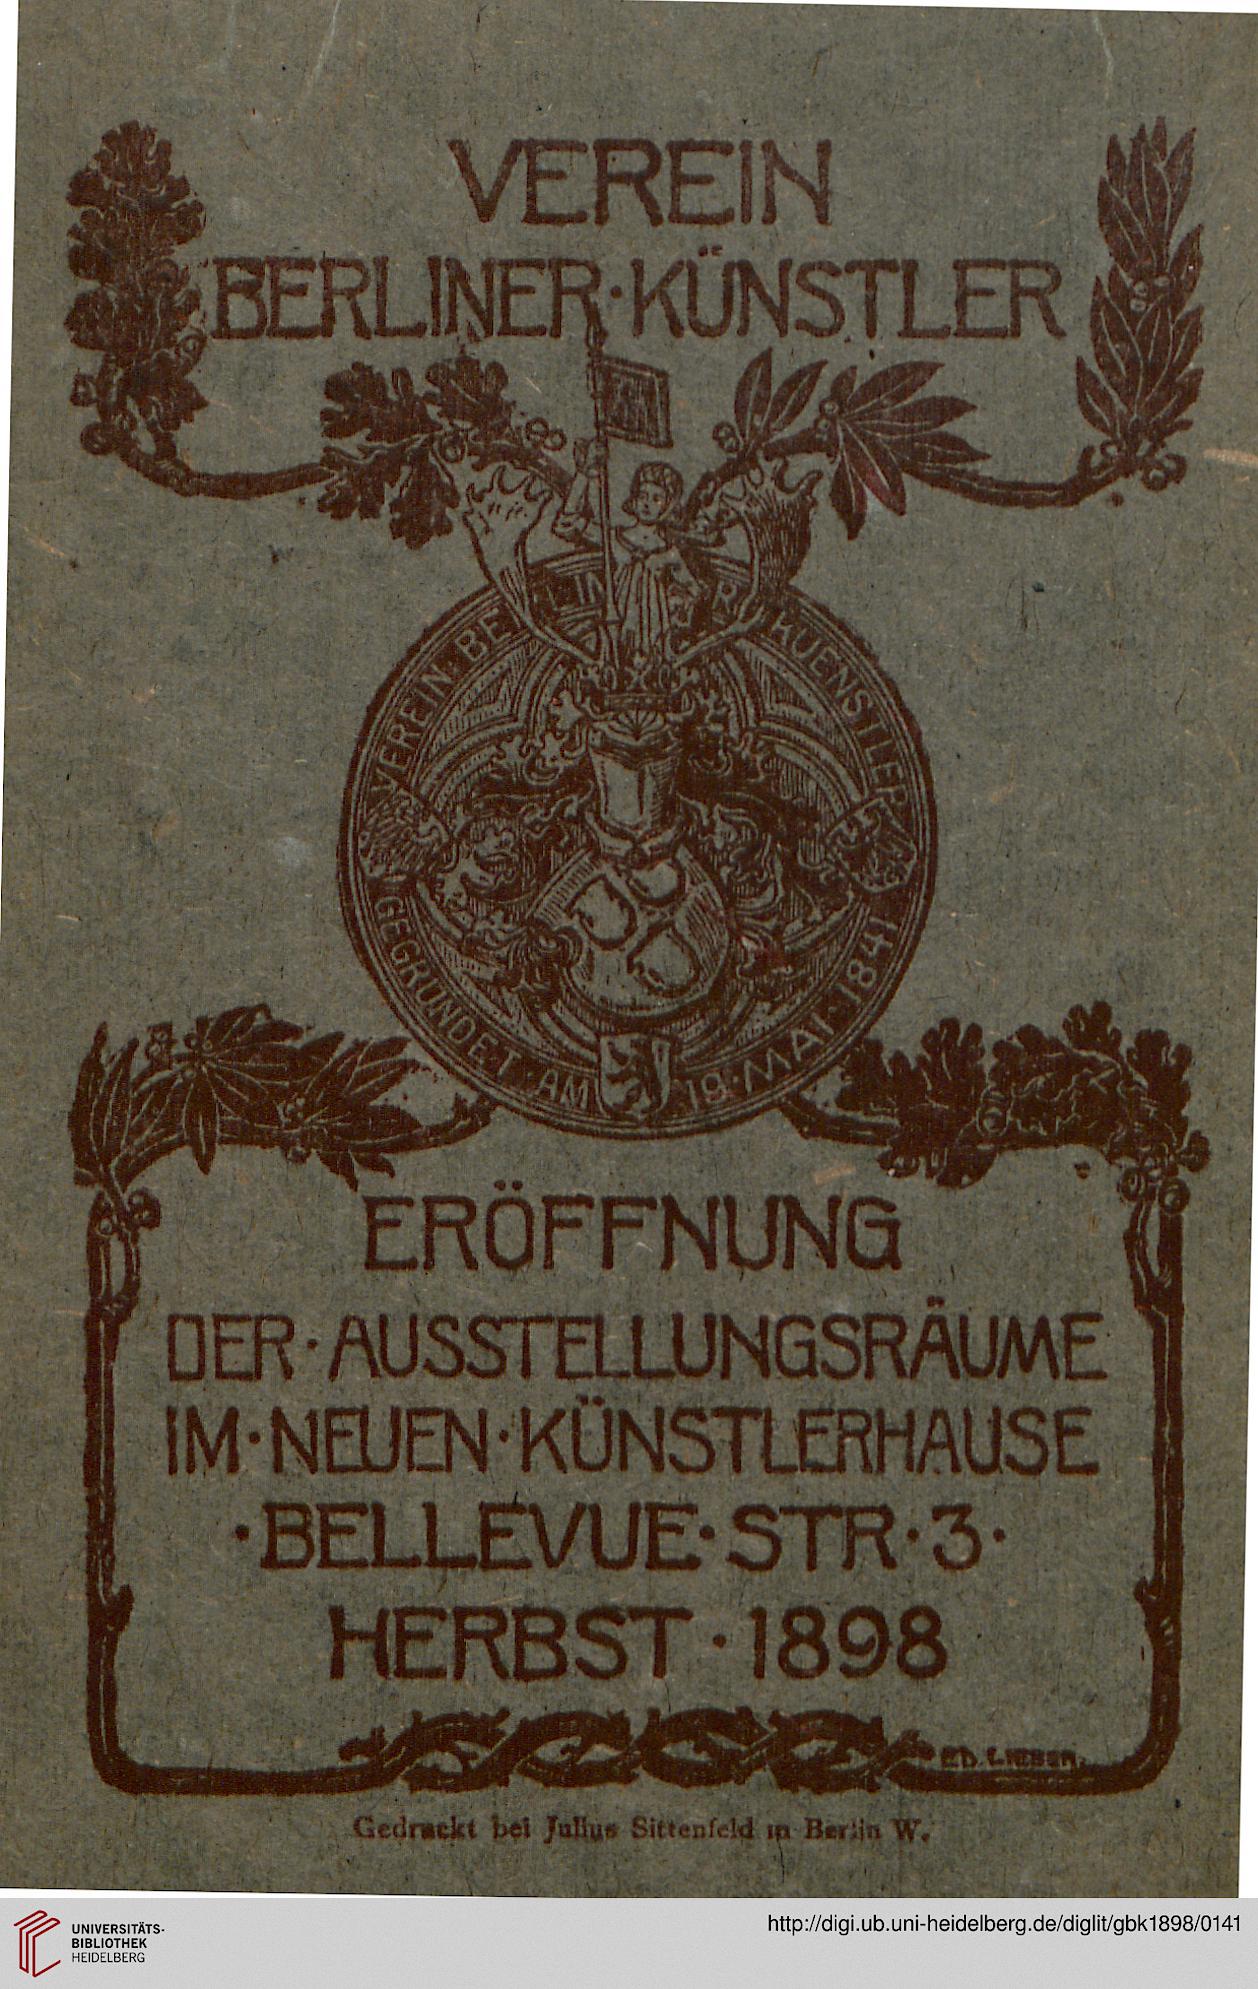 VEREIN
BERLINER·KÜNSTLER
VEREIN·BERLINER KUENSTLER
GEGRÜNDET·AM 19·MAI·1841
ERÖFFNUNG
DER·AUSSTELLUNGSRÄUME
IM·NEUEN·KÜNSTLERHAUSE
·BELLEVUE·STR·3·
HERBST·1898
ED. LIESEN.
Gedruckt bei Julius Sittenfeld in Berlin W.
UNIVERSITÄTS-
BIBLIOTHEK
HEIDELBERG
http://digi.ub.uni-heidelberg.de/diglit/gbk1898/0141